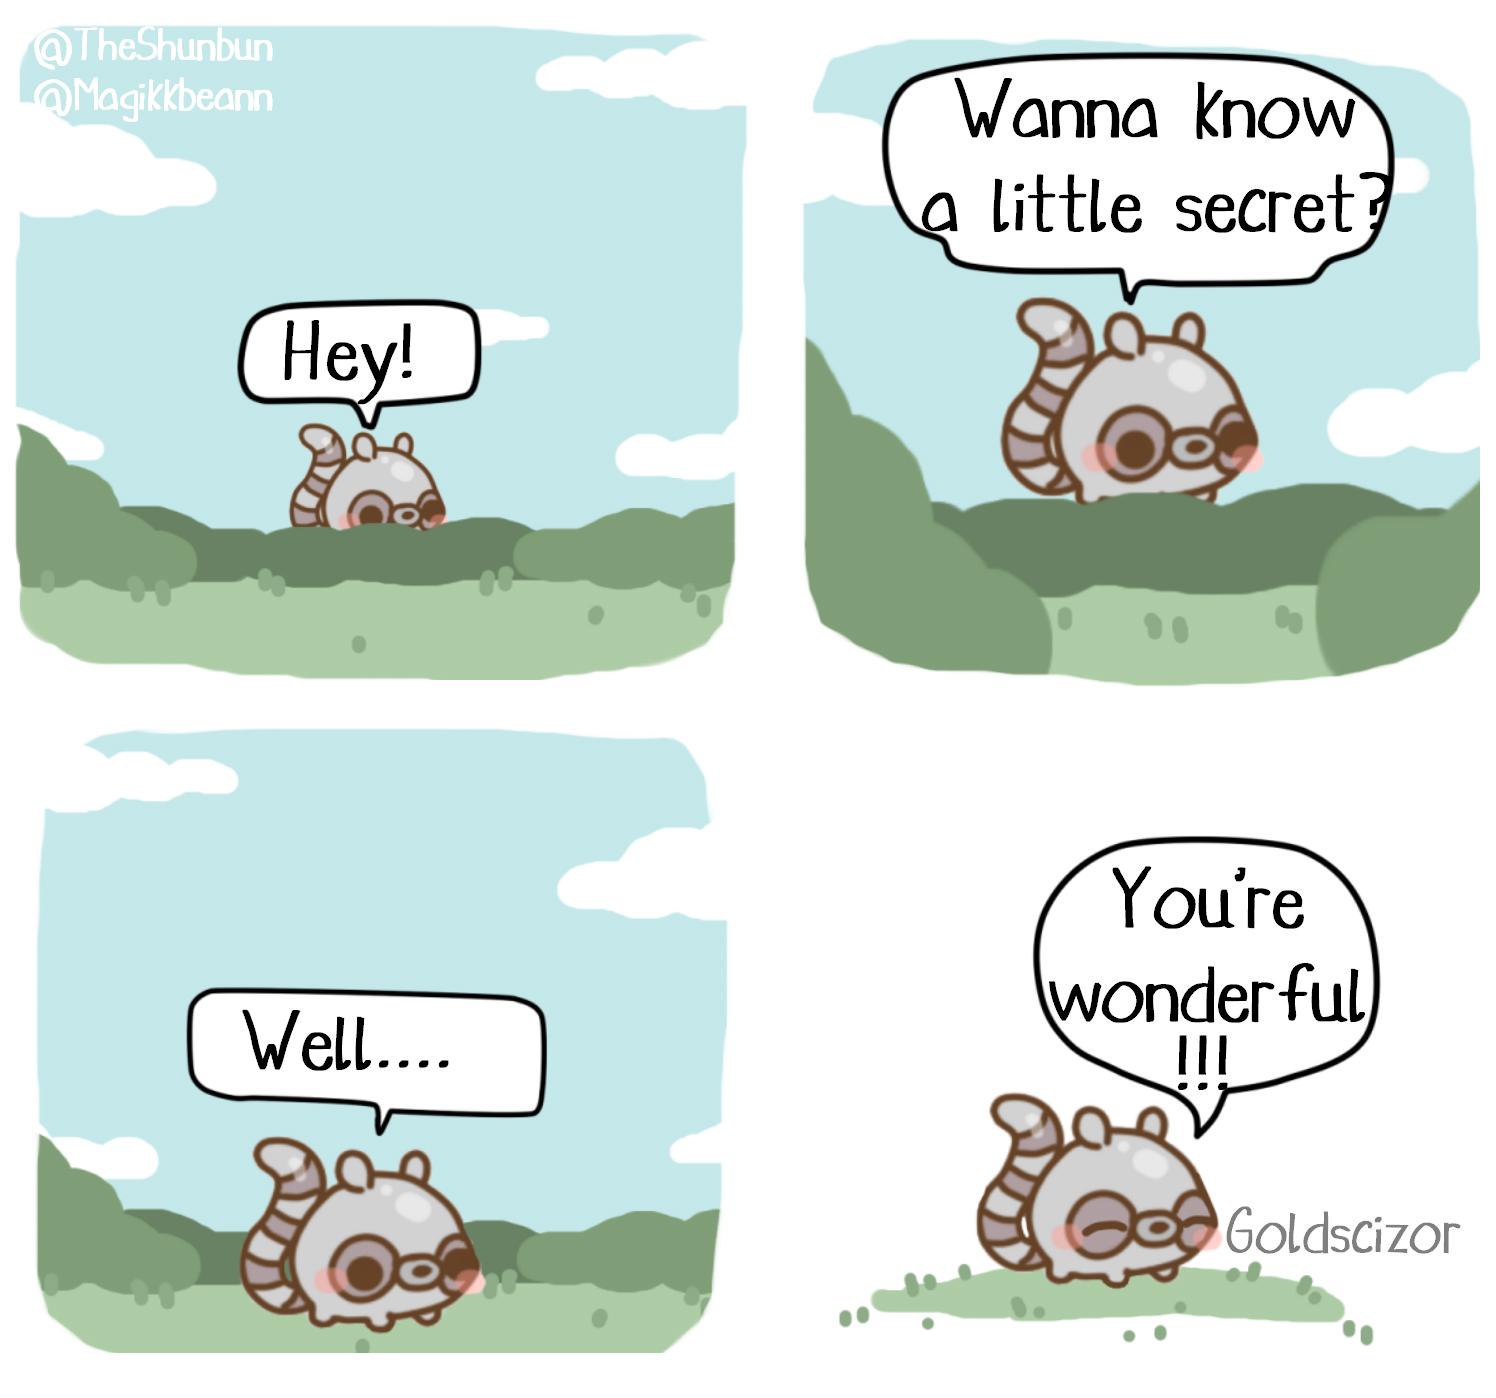 @TheShunbun
@Magikkbeann
Hey!
Wanna know
a little secret?
Well....
You're
wonderful
!!!
Goldscizor